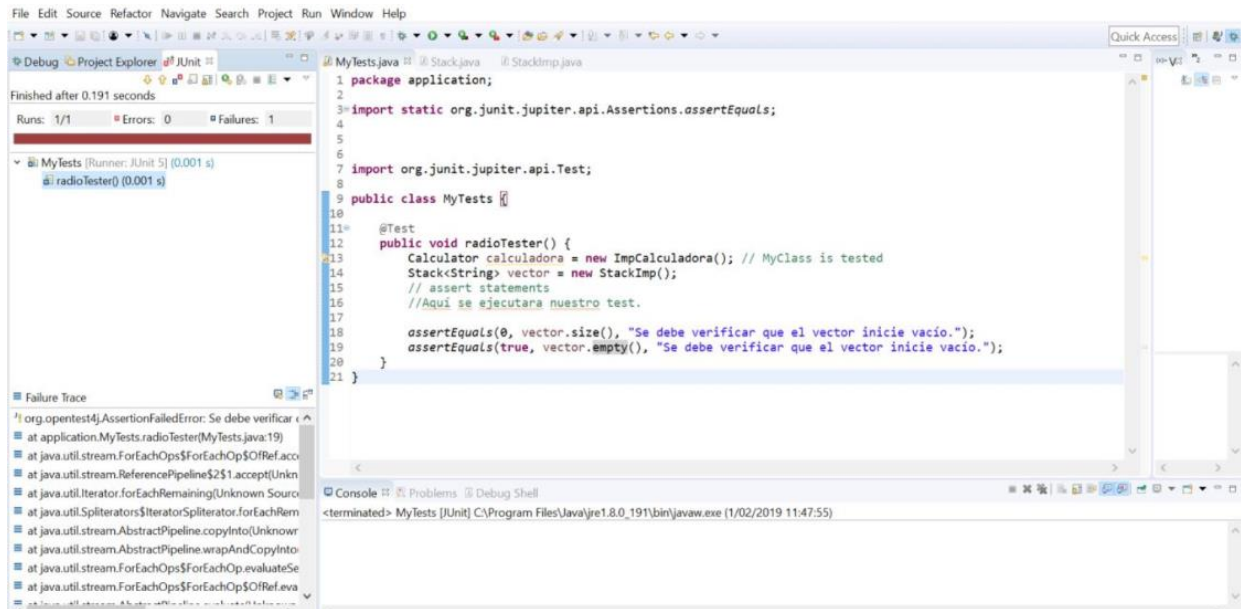 File Edit Source Refactor Navigate Search Project Run Window Help
Quick Access
Debug Project Explorer JUnit
Finished after 0.191 seconds
Runs: 1/1 Errors: 0 Failures: 1
MyTests [Runner: JUnit 5] (0.001 s)
radioTester() (0.001 s)
Failure Trace
org.opentest4j.AssertionFailedError: Se debe verificar
at application.MyTests.radioTester(MyTests.java:19)
at java.util.stream.ForEachOps$ForEachOp$OfRef.acc
at java.util.stream.ReferencePipeline$2$1.accept(Unkn
at java.util.Iterator.forEachRemaining(Unknown Source
at java.util.Spliterators$IteratorSpliterator.forEachRem
at java.util.stream.AbstractPipeline.copyInto(Unknown
at java.util.stream.AbstractPipeline.wrapAndCopyInto
at java.util.stream.ForEachOps$ForEachOp.evaluateSe
at java.util.stream.ForEachOps$ForEachOp$OfRef.eva
MyTests.java Stack.java StackImp.java
1 package application;
2
3 import static org.junit.jupiter.api.Assertions.assertEquals;
4
5
6
7 import org.junit.jupiter.api.Test;
8
9 public class MyTests {
10
11 @Test
12 public void radioTester() {
13 Calculator calculadora = new ImpCalculadora(); // MyClass is tested
14 Stack<String> vector = new StackImp();
15 // assert statements
16 //Aquí se ejecutara nuestro test.
17
18 assertEquals(0, vector.size(), "Se debe verificar que el vector inicie vacío.");
19 assertEquals(true, vector.empty(), "Se debe verificar que el vector inicie vacío.");
20 }
21 }
Console Problems Debug Shell
<terminated> MyTests [JUnit] C:\Program Files\Java\jre1.8.0_191\bin\javaw.exe (1/02/2019 11:47:55)